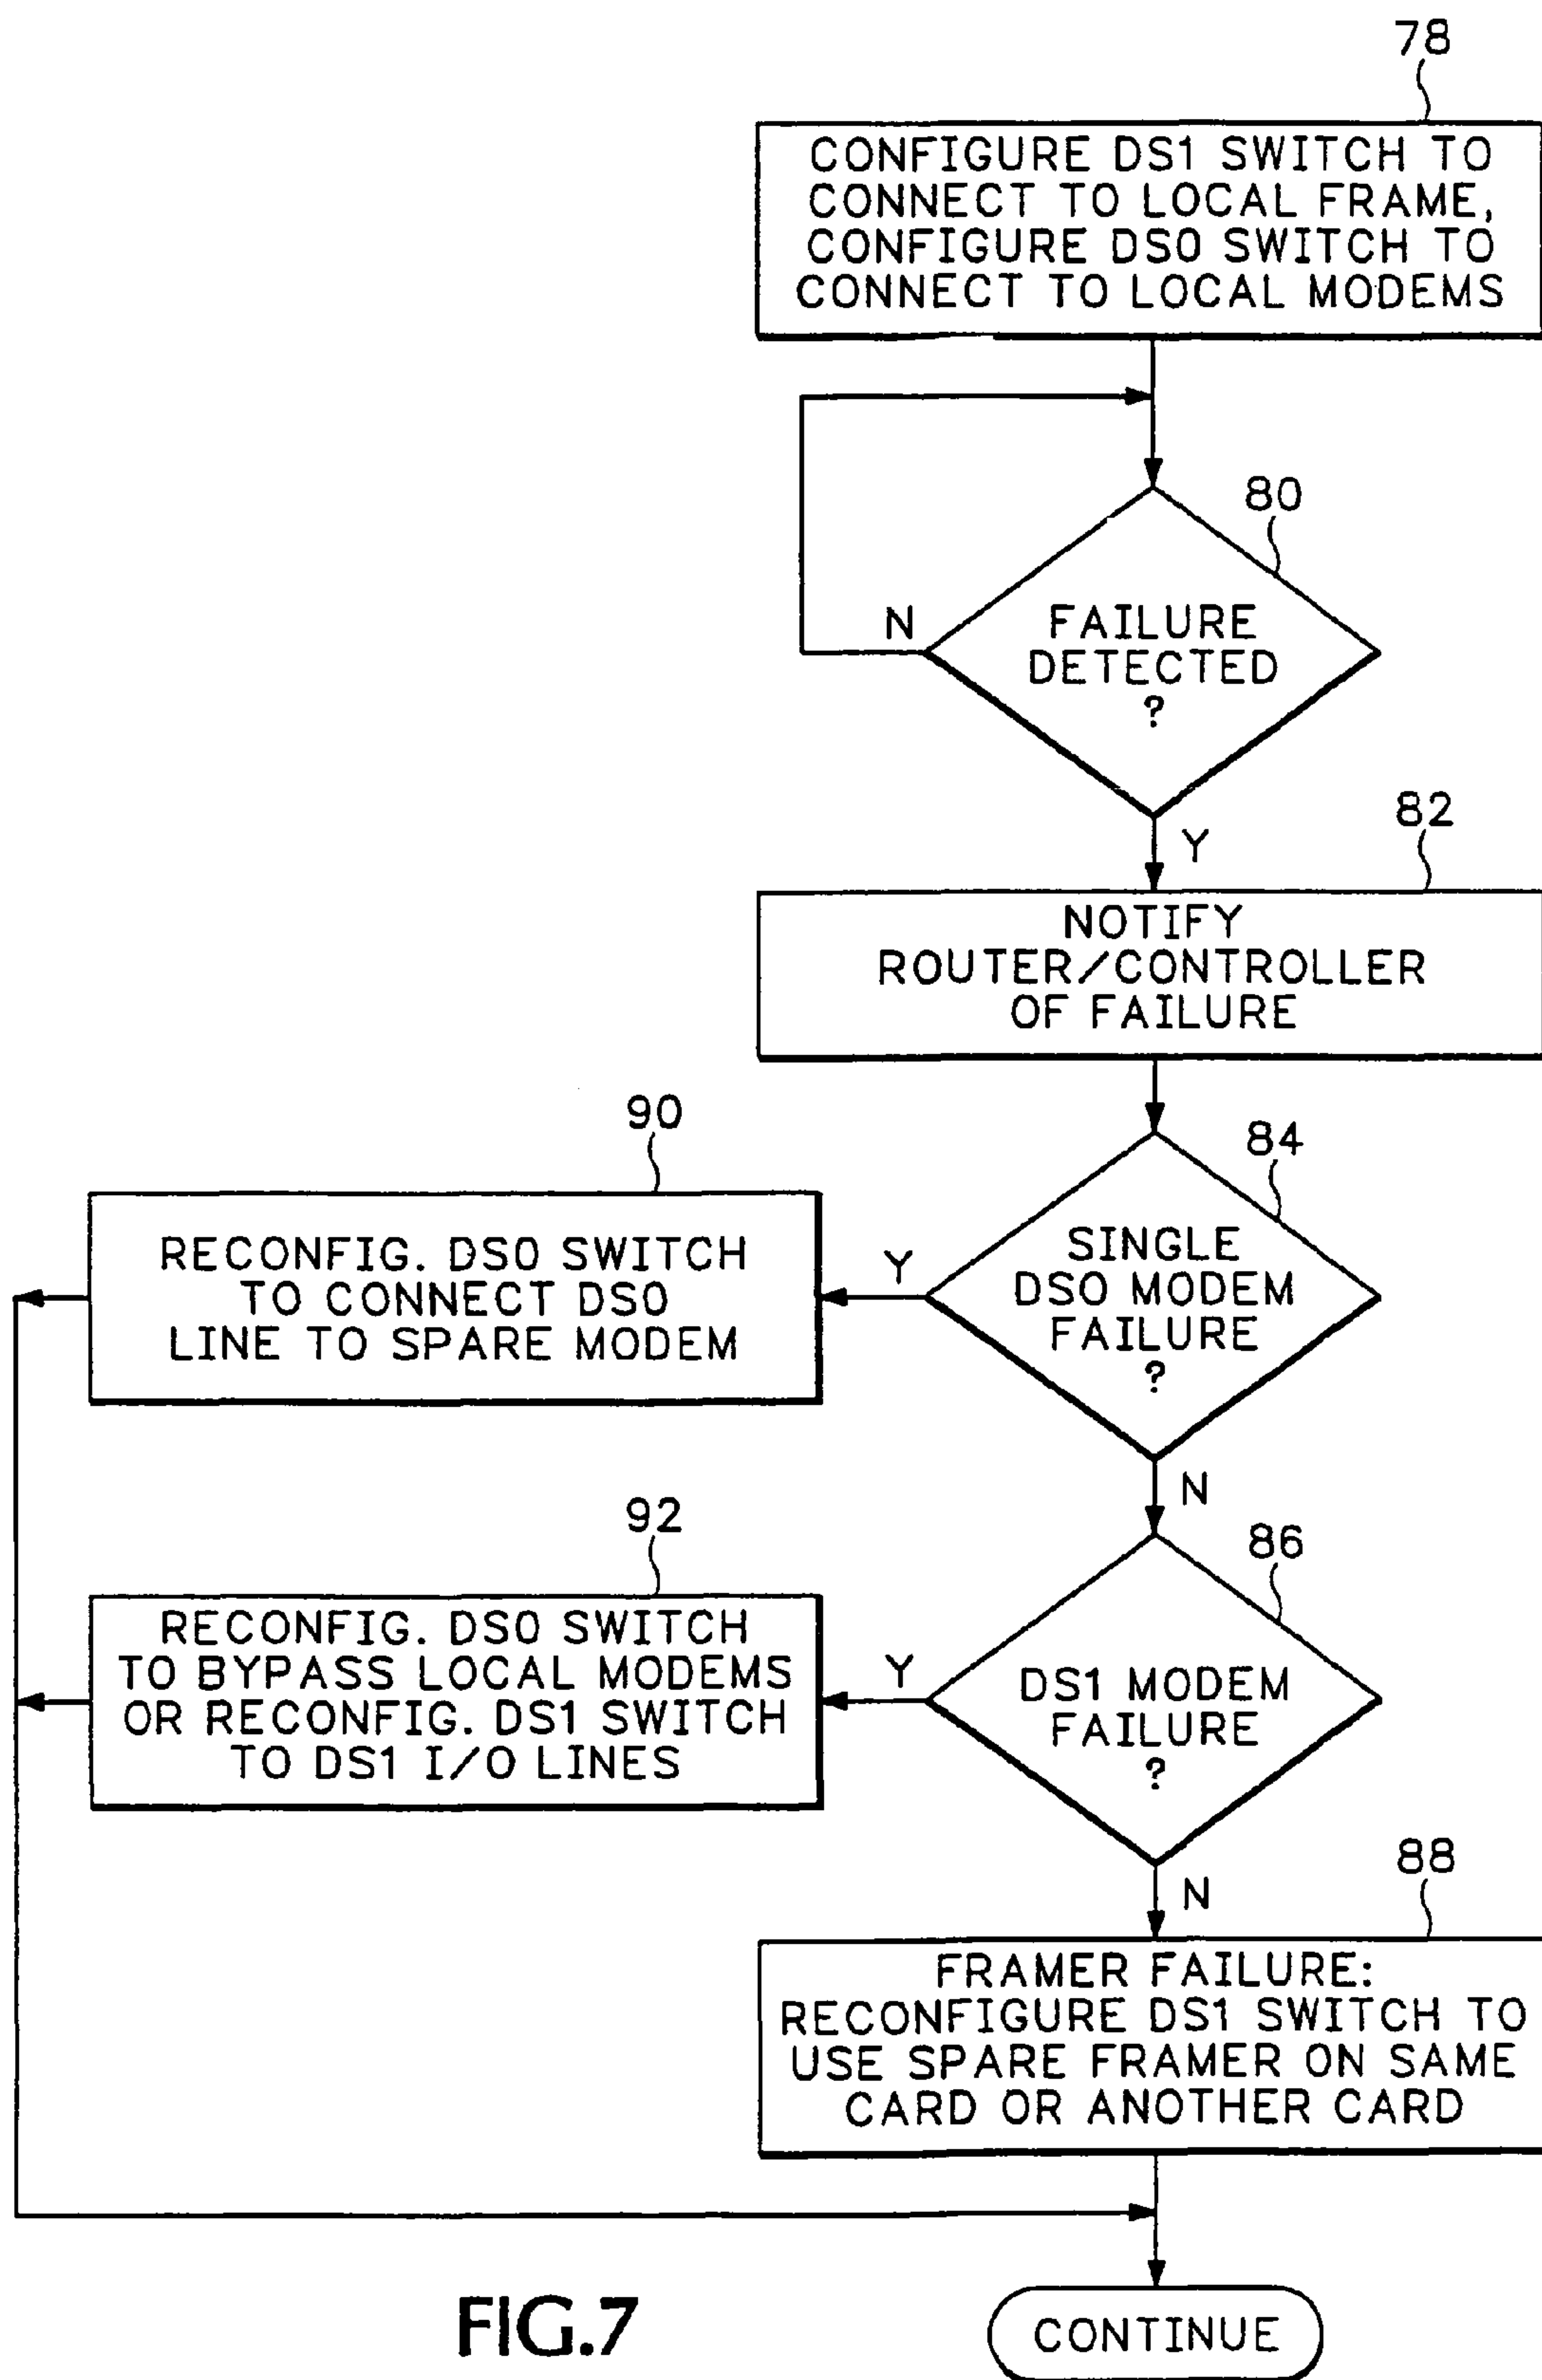 78
CONFIGURE DS1 SWITCH TO
CONNECT TO LOCAL FRAME,
CONFIGURE DS0 SWITCH TO
CONNECT TO LOCAL MODEMS
80
N
FAILURE
DETECTED
?
Y
82
NOTIFY
ROUTER/CONTROLLER
OF FAILURE
84
SINGLE
DS0 MODEM
FAILURE
?
Y
90
RECONFIG. DS0 SWITCH
TO CONNECT DS0
LINE TO SPARE MODEM
N
86
DS1 MODEM
FAILURE
?
Y
92
RECONFIG. DS0 SWITCH
TO BYPASS LOCAL MODEMS
OR RECONFIG. DS1 SWITCH
TO DS1 I/O LINES
N
88
FRAMER FAILURE:
RECONFIGURE DS1 SWITCH TO
USE SPARE FRAMER ON SAME
CARD OR ANOTHER CARD
CONTINUE
FIG.7